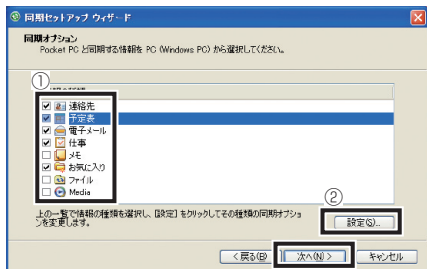 同期セットアップ ウィザード
同期オプション
Pocket PC と同期する情報を PC (Windows PC) から選択してください。
①
連絡先
予定表
電子メール
仕事
メモ
お気に入り
ファイル
Media
②
上の一覧で情報の種類を選択し、[設定] をクリックしてその種類の同期オプショ
ンを変更します。
設定(S)...
< 戻る(B)
次へ(N) >
キャンセル